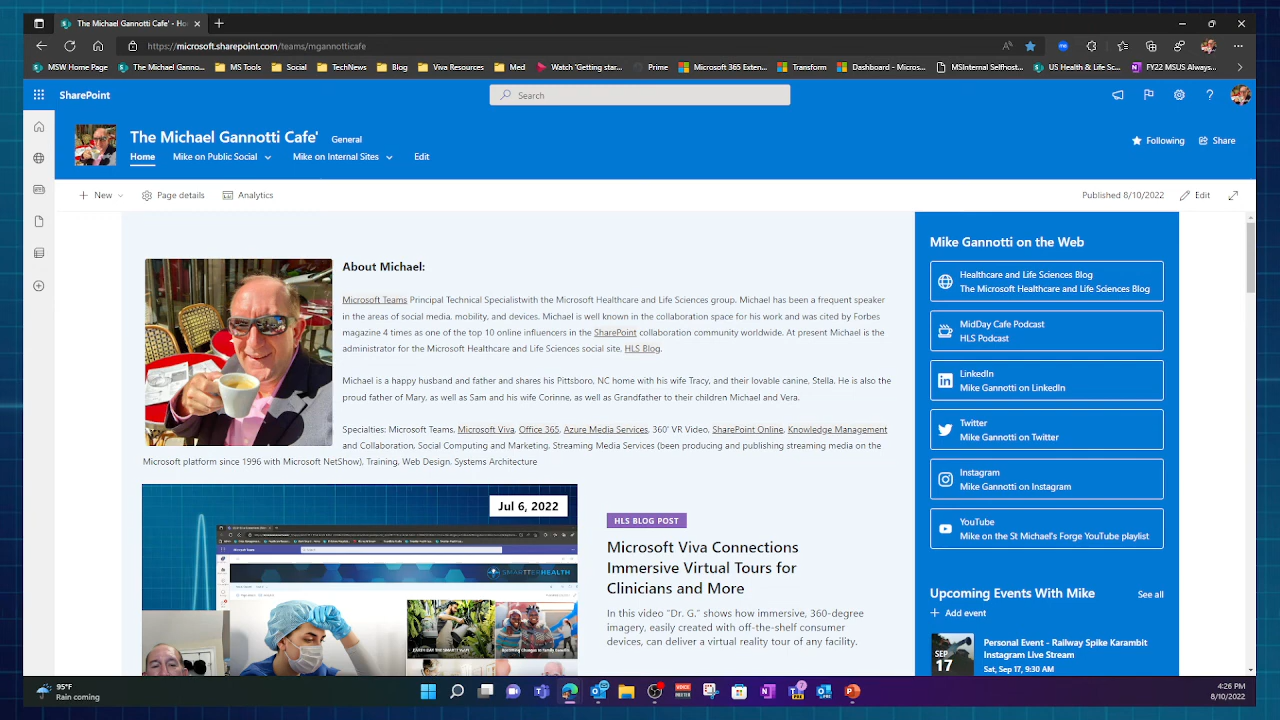 The Michael Gannotti Cafe' - Ho
https://microsoft.sharepoint.com/teams/mgannotticafe
MSW Home Page
The Michael Ganno...
MS Tools
Social
ExtensHelp
Blog
Viva Resources
Med
Watch 'Getting star...
Prime
Microsoft 365 Exten...
Transform
Dashboard - Micros...
MSInternal Selfhost...
US Health & Life Sc...
FY22 MSUS Always...
SharePoint
Search
The Michael Gannotti Cafe' General
Home Mike on Public Social Mike on Internal Sites Edit
Following Share
New Page details Analytics
Published 8/10/2022 Edit
About Michael:
Microsoft Teams Principal Technical Specialistwith the Microsoft Healthcare and Life Sciences group. Michael has been a frequent speaker
in the areas of social media, mobility, and devices. Michael is well known in the collaboration space for his work and was cited by Forbes
magazine 4 times as one of the top 10 online influencers in the SharePoint collaboration community worldwide. At present Michael is the
administrator for the Microsoft Healthcare and Life Sciences social site. HLS Blog.
Michael is a happy husband and father and shares his Pittsboro, NC home with his wife Tracy, and their lovable canine, Stella. He is also the
proud father of Mary, as well as Sam and his wife Corinne, as well as Grandfather to their children Michael and Vera.
Specialties: Microsoft Teams, Microsoft Viva, Office 365, Azure Media Services, 360' VR Video, SharePoint Online, Knowledge Management
and Collaboration, Social Computing and Marketing, Streaming Media Services (been producing and publishing streaming media on the
Microsoft platform since 1996 with Microsoft NetShow), Training, Web Design, Systems Architecture
Jul 6, 2022
SMARTTERHEALTH
HLS BLOG POST
Microsoft Viva Connections
Immersive Virtual Tours for
Clinicians and More
In this video "Dr. G." shows how immersive, 360-degree
imagery, easily created with off-the-shelf consumer
devices, can deliver a virtual reality tour of any facility.
Mike Gannotti on the Web
Healthcare and Life Sciences Blog
The Microsoft Healthcare and Life Sciences Blog
MidDay Cafe Podcast
HLS Podcast
LinkedIn
Mike Gannotti on LinkedIn
Twitter
Mike Gannotti on Twitter
Instagram
Mike Gannotti on Instagram
YouTube
Mike on the St Michael's Forge YouTube playlist
Upcoming Events With Mike See all
Add event
SEP
17
Personal Event - Railway Spike Karambit
Instagram Live Stream
Sat, Sep 17, 9:30 AM
95°F
Rain coming
4:26 PM
8/10/2022